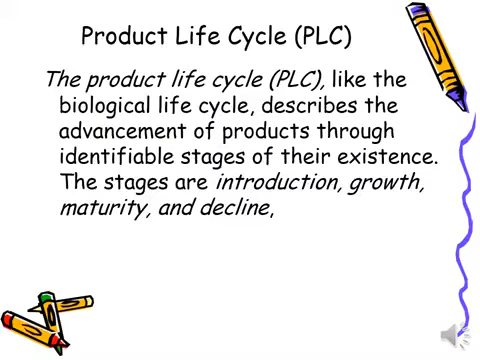 Product Life Cycle (PLC)
The product life cycle (PLC), like the
biological life cycle, describes the
advancement of products through
identifiable stages of their existence.
The stages are introduction, growth,
maturity, and decline,